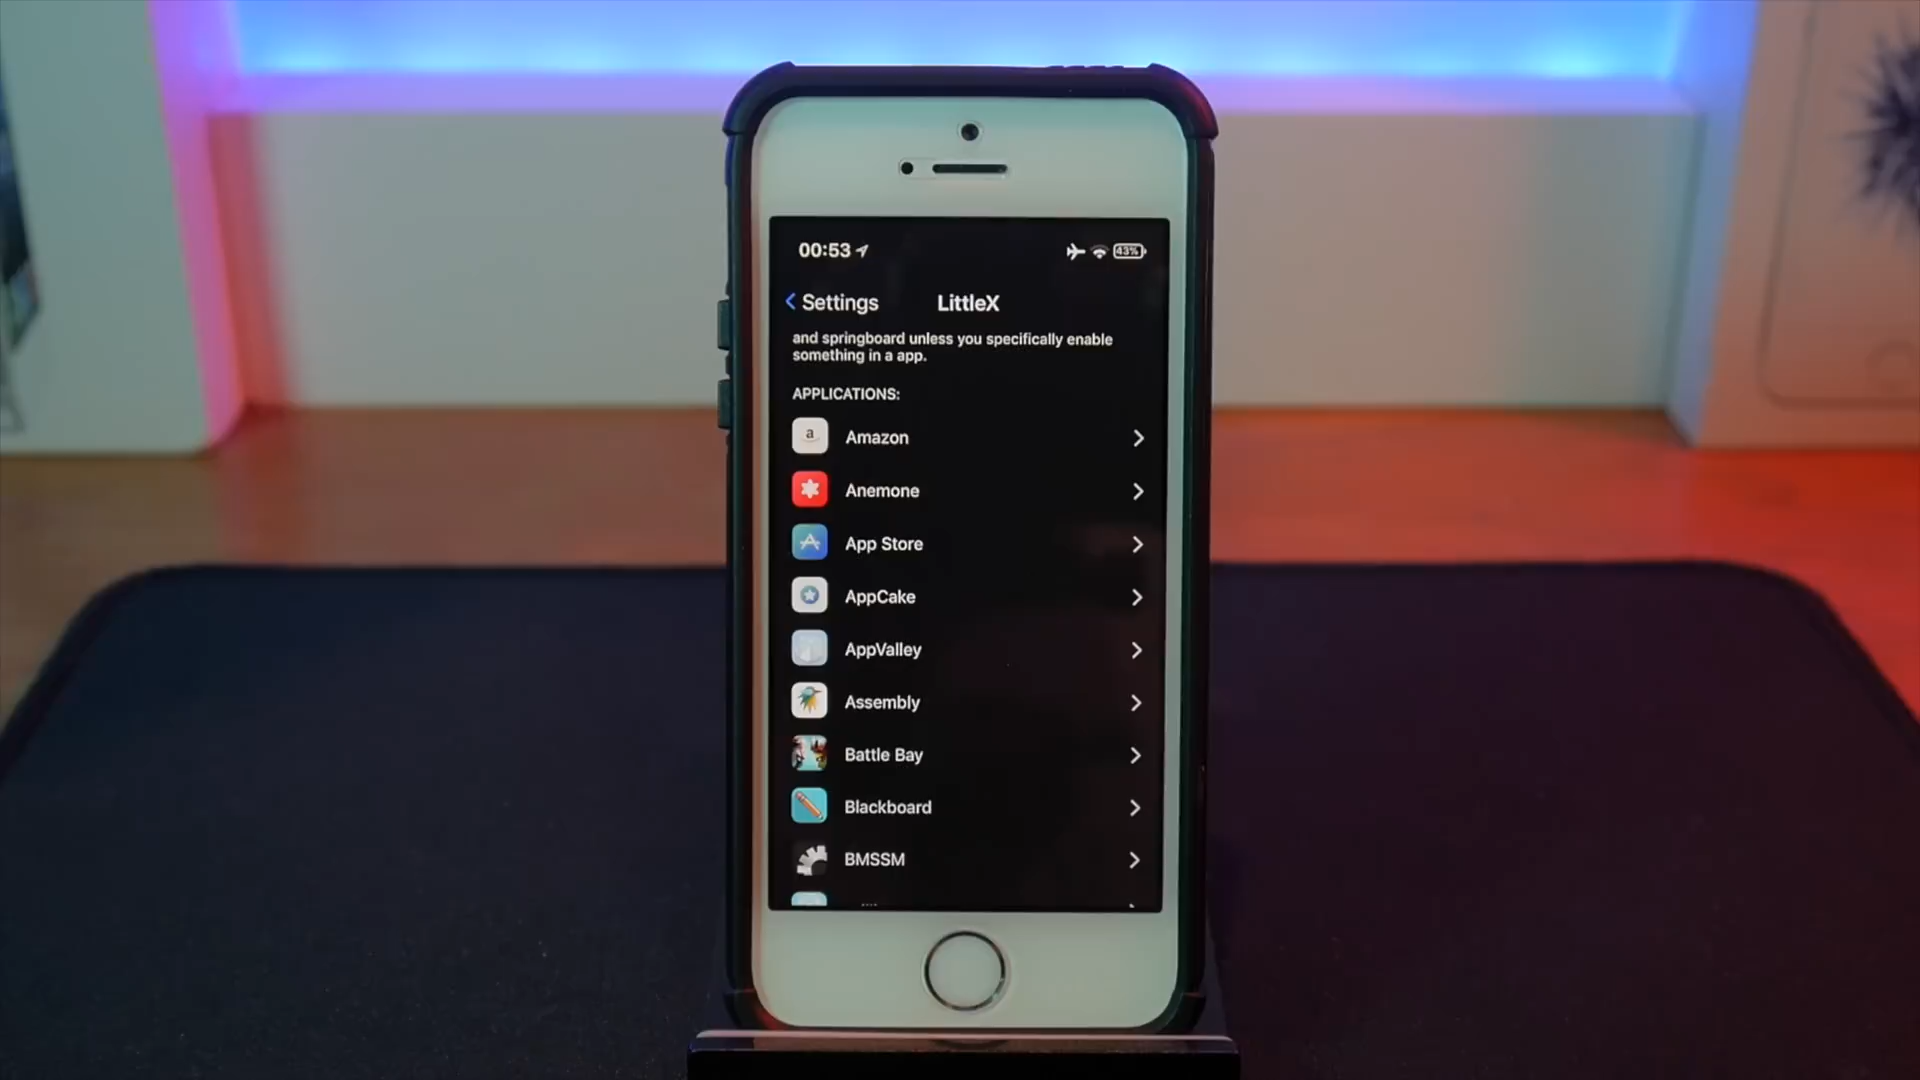 00:53
43%
Settings
LittleX
and springboard unless you specifically enable
something in a app.
APPLICATIONS:
a
Amazon
Anemone
App Store
AppCake
AppValley
Assembly
Battle Bay
Blackboard
BMSSM